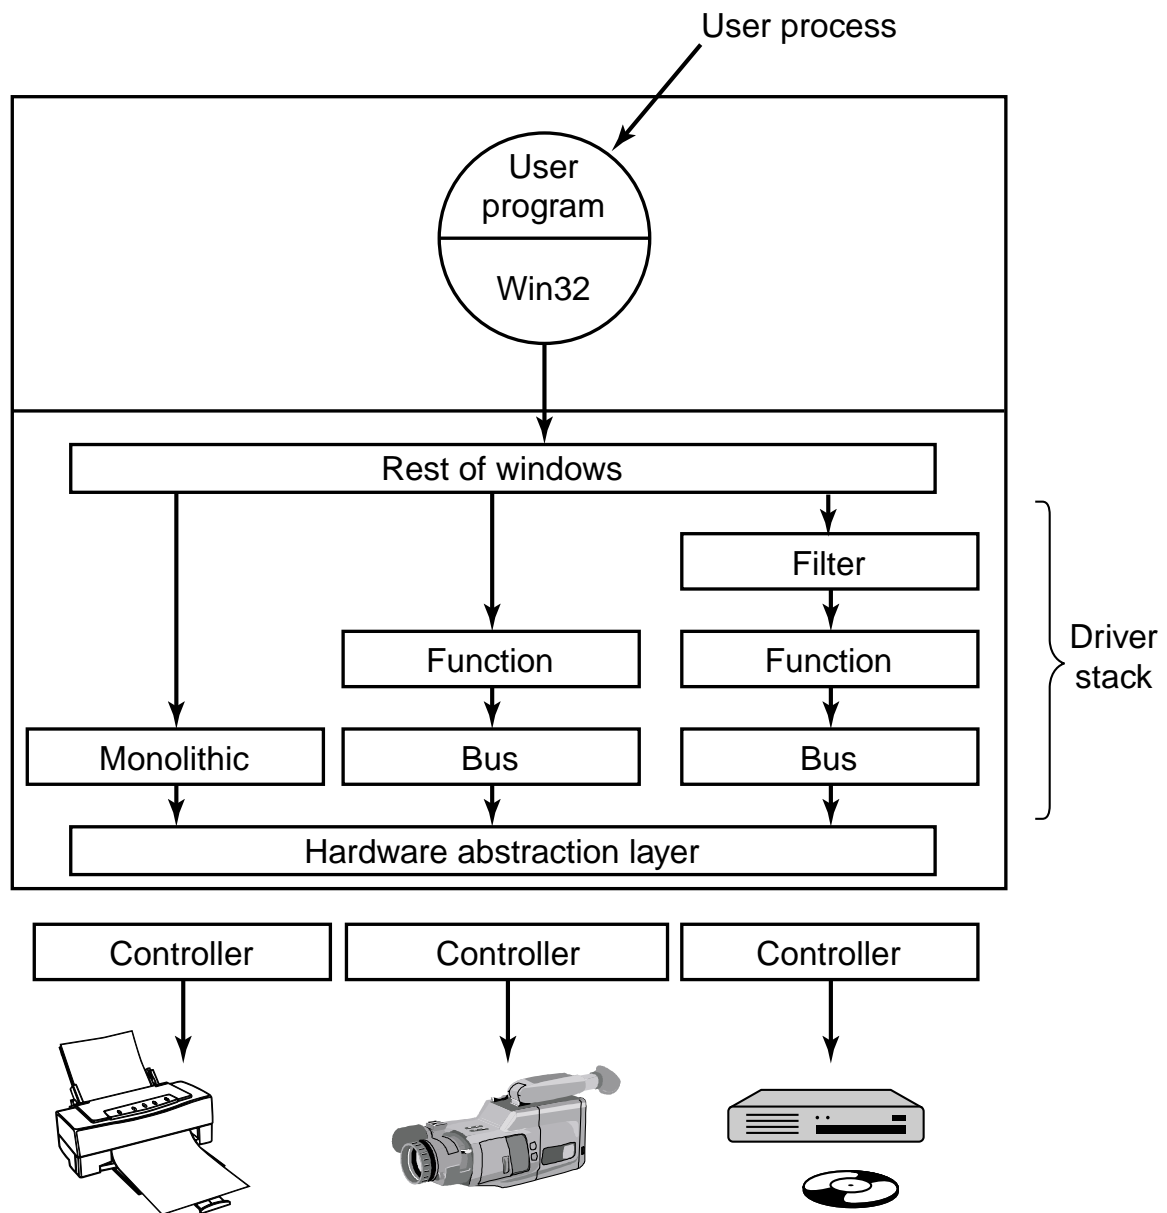 User process
User
program
Win32
Rest of windows
Filter
Function
Function
Driver
stack
Monolithic
Bus
Bus
Hardware abstraction layer
Controller
Controller
Controller